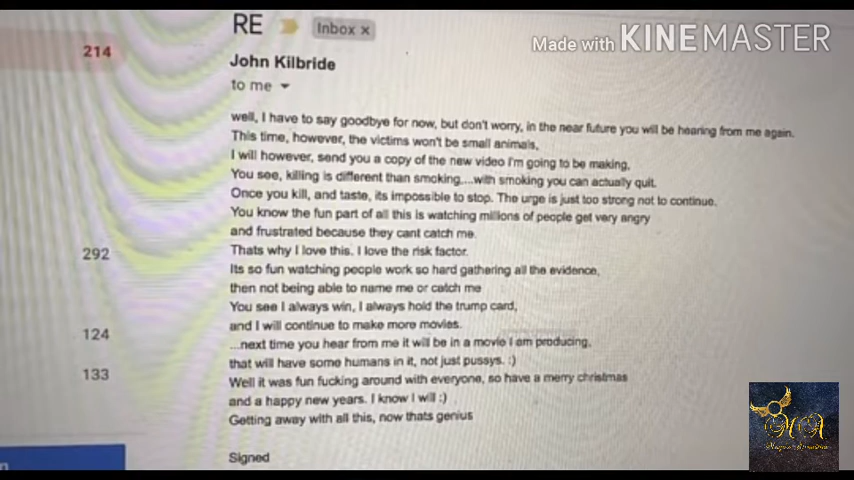 RE
Inbox x
Made with KINEMASTER
214
John Kilbride
to me
well, I have to say goodbye for now, but don't worry, in the near future you will be hearing from me again.
This time, however, the victims won't be small animals,
I will however, send you a copy of the new video I'm going to be making,
You see, killing is different than smoking....with smoking you can actually quit.
Once you kill, and taste, its impossible to stop. The urge is just too strong not to continue.
You know the fun part of all this is watching millions of people get very angry
and frustrated because they cant catch me.
292
Thats why I love this. I love the risk factor.
Its so fun watching people work so hard gathering all the evidence,
then not being able to name me or catch me
You see I always win, I always hold the trump card,
and I will continue to make more movies.
124
...next time you hear from me it will be in a movie I am producing,
that will have some humans in it, not just pussys. :)
133
Well it was fun fucking around with everyone, so have a merry christmas
and a happy new years. I know I will :)
Getting away with all this, now thats genius
Signed
MA